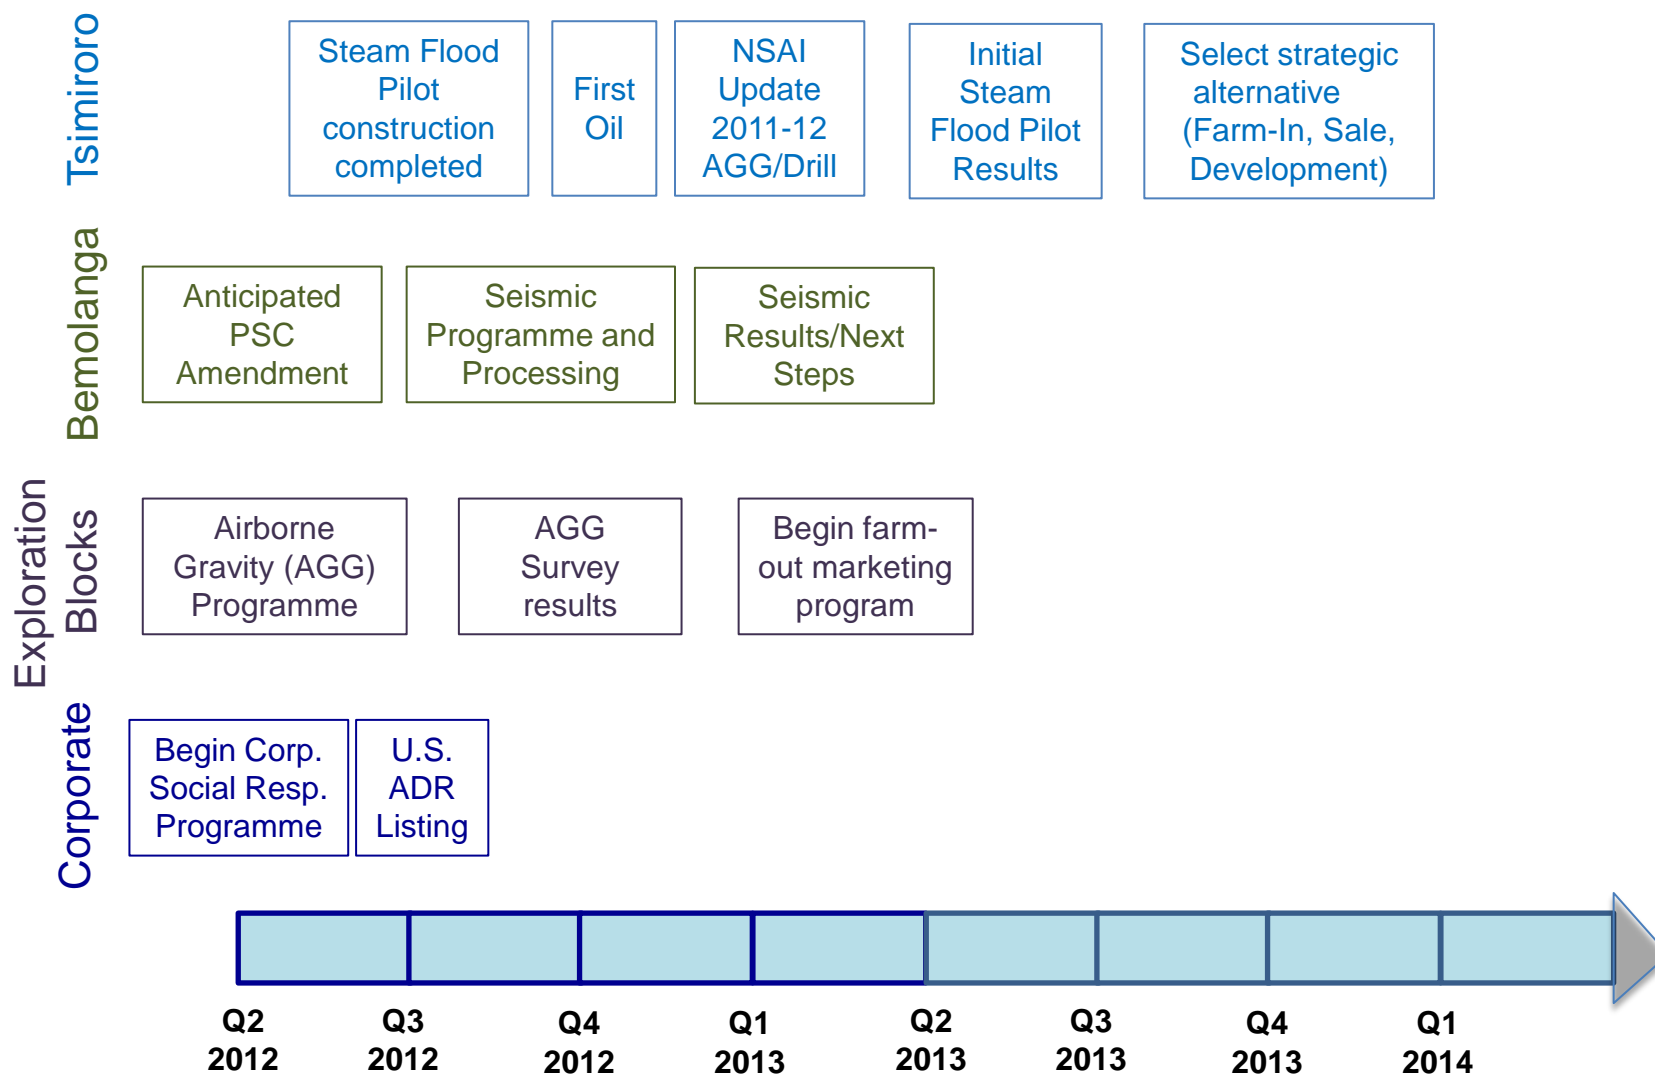 Tsimiroro
Steam Flood
Pilot
construction
completed
First
Oil
NSAI
Update
2011-12
AGG/Drill
Initial
Steam
Flood Pilot
Results
Select strategic
alternative
(Farm-In, Sale,
Development)
Bemolanga
Anticipated
PSC
Amendment
Seismic
Programme and
Processing
Seismic
Results/Next
Steps
Exploration
Blocks
Airborne
Gravity (AGG)
Programme
AGG
Survey
results
Begin farm-
out marketing
program
Corporate
Begin Corp.
Social Resp.
Programme
U.S.
ADR
Listing
Q2
2012
Q3
2012
Q4
2012
Q1
2013
Q2
2013
Q3
2013
Q4
2013
Q1
2014